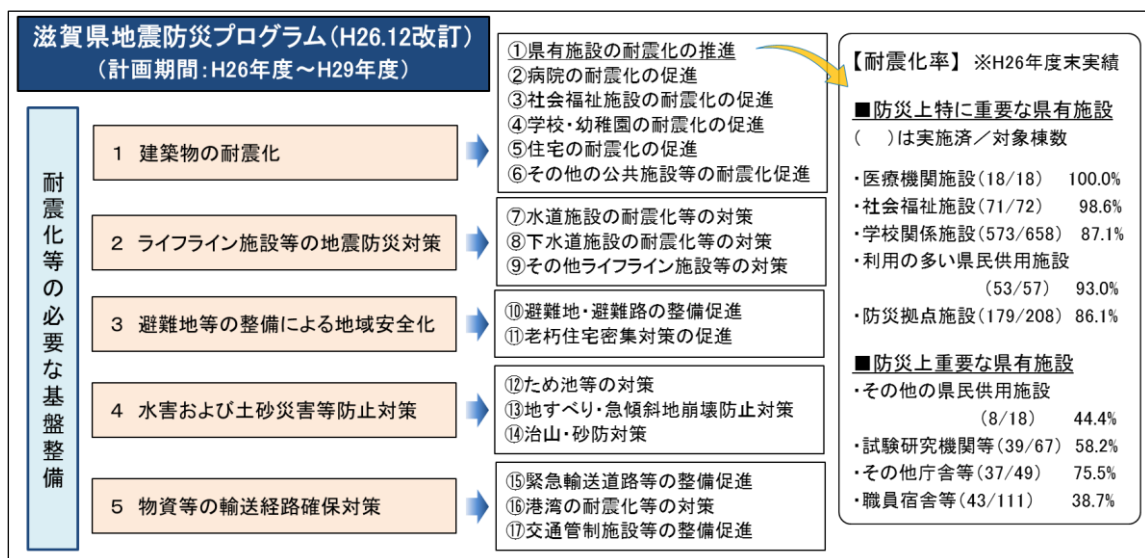 滋賀県地震防災プログラム(H26.12改訂)
(計画期間:H26年度~H29年度)
耐震化等の必要な基盤整備
1 建築物の耐震化
①県有施設の耐震化の推進
②病院の耐震化の促進
③社会福祉施設の耐震化の促進
④学校・幼稚園の耐震化の促進
⑤住宅の耐震化の促進
⑥その他の公共施設等の耐震化促進
2 ライフライン施設等の地震防災対策
⑦水道施設の耐震化等の対策
⑧下水道施設の耐震化等の対策
⑨その他ライフライン施設等の対策
3 避難地等の整備による地域安全化
⑩避難地・避難路の整備促進
⑪老朽住宅密集対策の促進
4 水害および土砂災害等防止対策
⑫ため池等の対策
⑬地すべり・急傾斜地崩壊防止対策
⑭治山・砂防対策
5 物資等の輸送経路確保対策
⑮緊急輸送道路等の整備促進
⑯港湾の耐震化等の対策
⑰交通管制施設等の整備促進
【耐震化率】 ※H26年度末実績
■防災上特に重要な県有施設
( )は実施済/対象棟数
・医療機関施設(18/18) 100.0%
・社会福祉施設(71/72) 98.6%
・学校関係施設(573/658) 87.1%
・利用の多い県民供用施設
(53/57) 93.0%
・防災拠点施設(179/208) 86.1%
■防災上重要な県有施設
・その他の県民供用施設
(8/18) 44.4%
・試験研究機関等(39/67) 58.2%
・その他庁舎等(37/49) 75.5%
・職員宿舎等(43/111) 38.7%